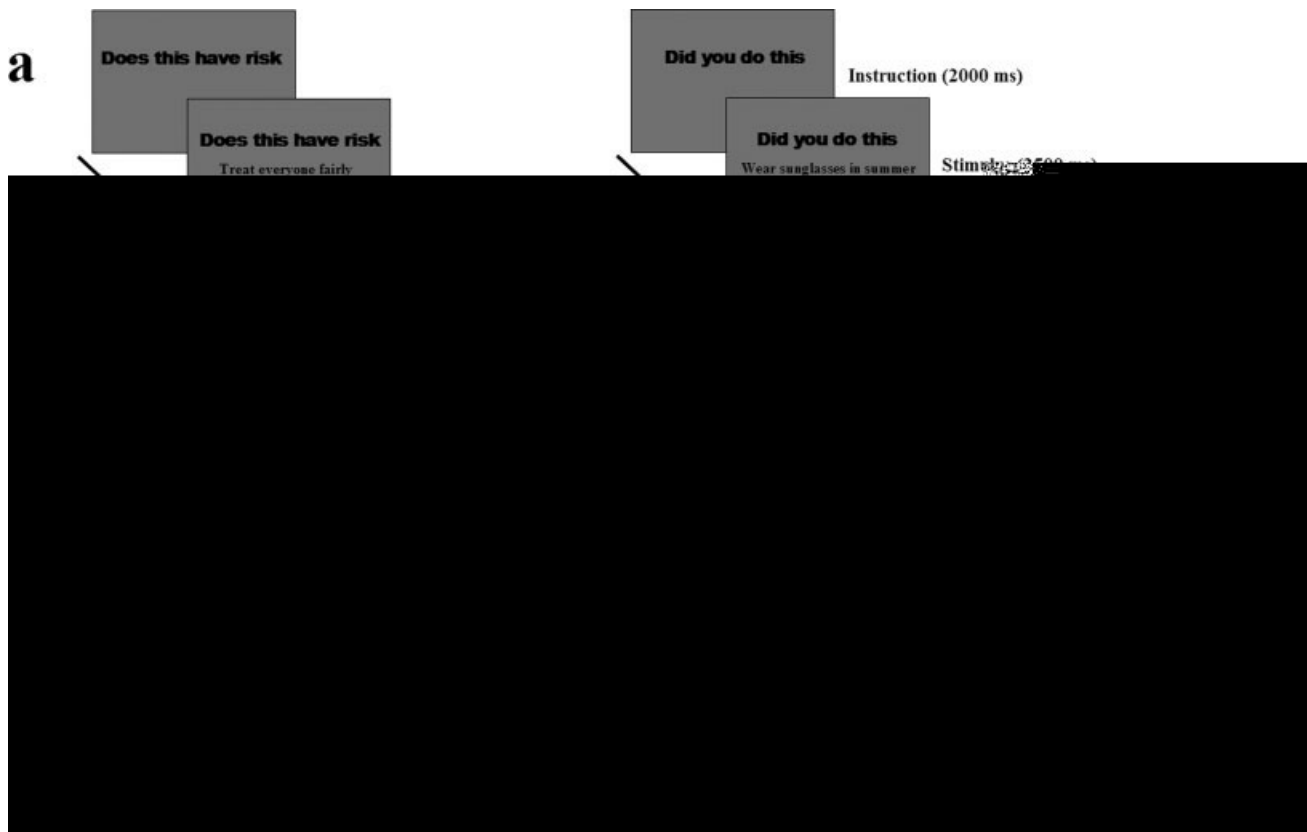 a
Does this have risk
Does this have risk
Treat everyone fairly
Did you do this
Instruction (2000 ms)
Did you do this
Wear sunglasses in summer